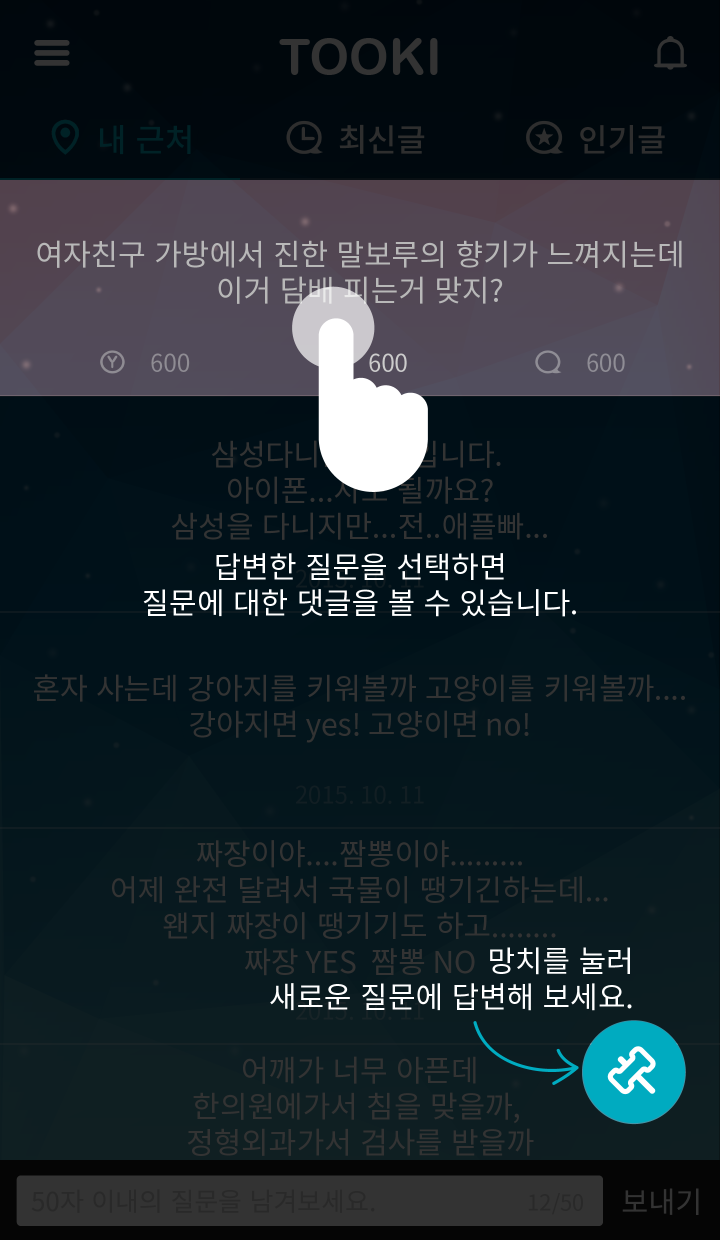 TOOKI
내 근처
최신글
인기글
여자친구 가방에서 진한 말보루의 향기가 느껴지는데
이거 담배 피는거 맞지?
600
600
600
삼성다니
니다.
아이폰...사도 될까요?
삼성을 다니지만...전..애플빠...
답변한 질문을 선택하면
질문에 대한 댓글을 볼 수 있습니다.
혼자 사는데 강아지를 키워볼까 고양이를 키워볼까....
강아지면 yes! 고양이면 no!
2015. 10. 11
짜장이야....짬뽕이야.........
어제 완전 달려서 국물이 땡기긴하는데...
왠지 짜장이 땡기기도 하고........
짜장 YES 짬뽕 NO
망치를 눌러
새로운 질문에 답변해 보세요.
어깨가 너무 아픈데
한의원에가서 침을 맞을까,
정형외과가서 검사를 받을까
50자 이내의 질문을 남겨보세요.
12/50
보내기